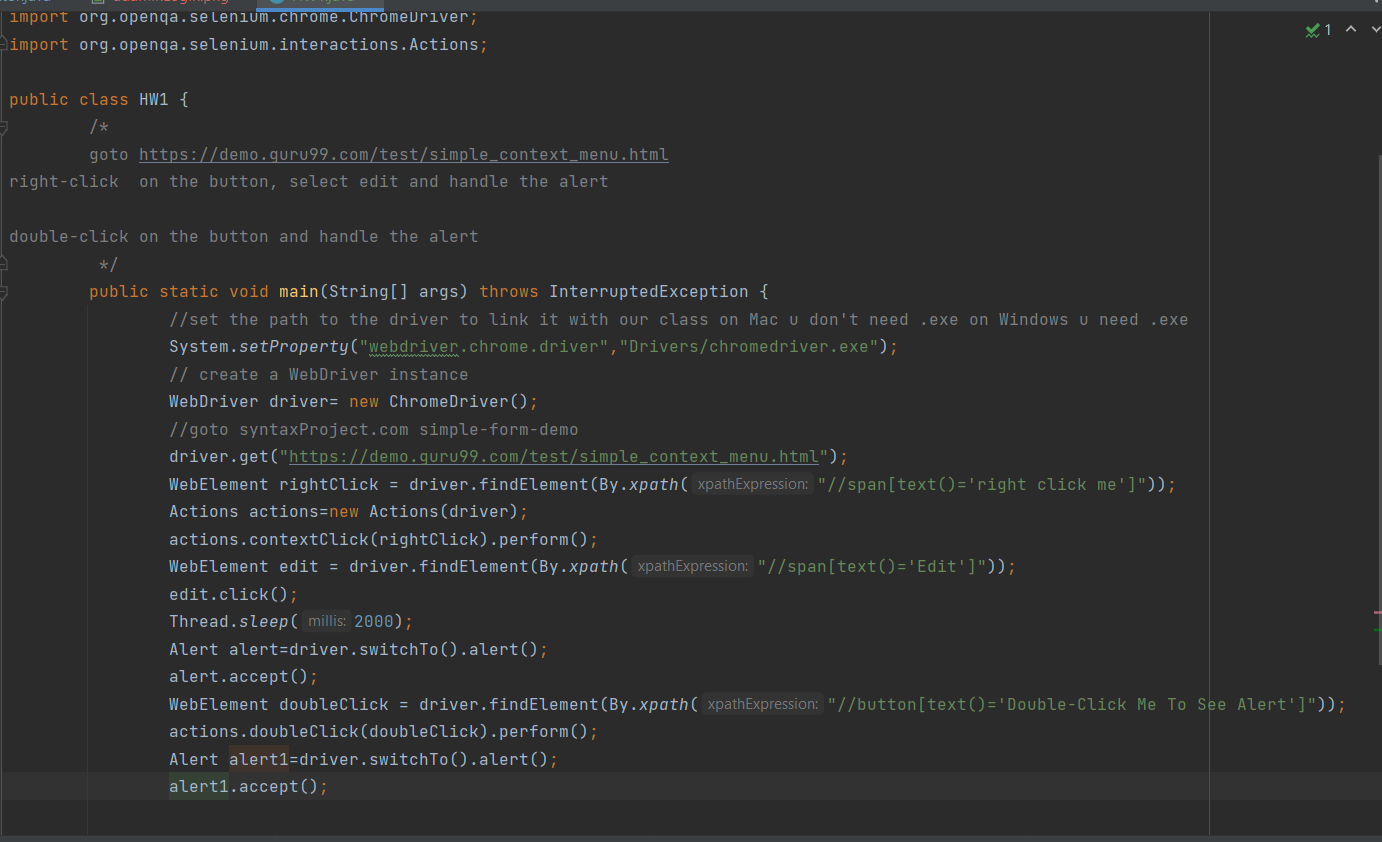 import org.openqa.selenium.chrome.ChromeDriver;
1
import org.openqa.selenium.interactions.Actions;
public class HW1 {
/*
goto https://demo.guru99.com/test/simple_context_menu.html
right-click  on the button, select edit and handle the alert
double-click on the button and handle the alert
*/
public static void main(String[] args) throws InterruptedException {
//set the path to the driver to link it with our class on Mac u don't need .exe on Windows u need .exe
System.setProperty("webdriver.chrome.driver","Drivers/chromedriver.exe");
// create a WebDriver instance
WebDriver driver= new ChromeDriver();
//goto syntaxProject.com simple-form-demo
driver.get("https://demo.guru99.com/test/simple_context_menu.html");
WebElement rightClick = driver.findElement(By.xpath( xpathExpression: "//span[text()='right click me']"));
Actions actions=new Actions(driver);
actions.contextClick(rightClick).perform();
WebElement edit = driver.findElement(By.xpath( xpathExpression: "//span[text()='Edit']"));
edit.click();
Thread.sleep( millis: 2000);
Alert alert=driver.switchTo().alert();
alert.accept();
WebElement doubleClick = driver.findElement(By.xpath( xpathExpression: "//button[text()='Double-Click Me To See Alert']"));
actions.doubleClick(doubleClick).perform();
Alert alert1=driver.switchTo().alert();
alert1.accept();